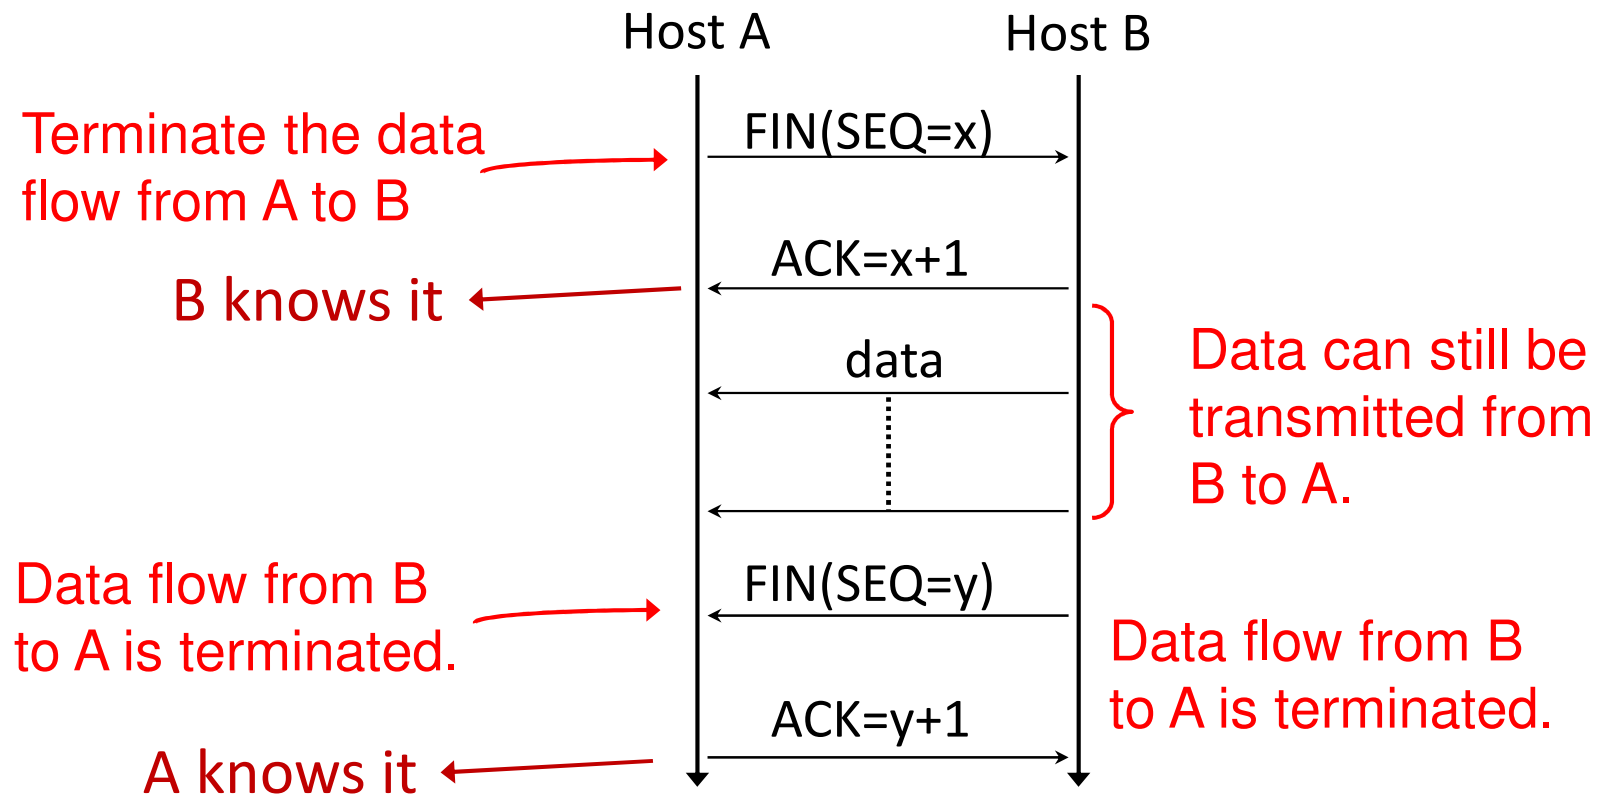 Host A
Host B
Terminate the data
flow from A to B
FIN(SEQ=x)
ACK=x+1
B knows it
data
Data can still be
transmitted from
B to A.
Data flow from B
to A is terminated.
FIN(SEQ=y)
Data flow from B
to A is terminated.
ACK=y+1
A knows it